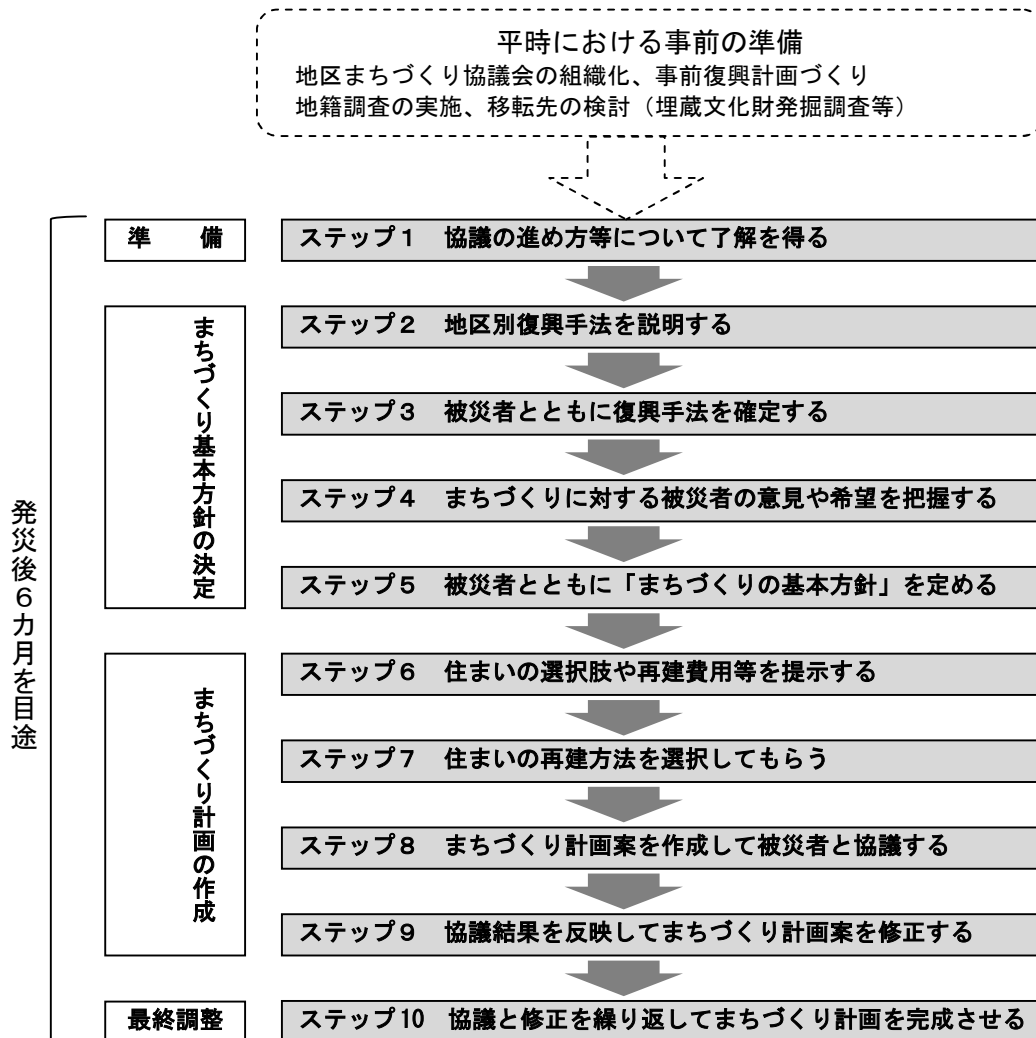 平時における事前の準備
地区まちづくり協議会の組織化、事前復興計画づくり
地籍調査の実施、移転先の検討（埋蔵文化財発掘調査等）
発災後６カ月を目途
準　備
ステップ１　協議の進め方等について了解を得る
まちづくり基本方針の決定
ステップ２　地区別復興手法を説明する
ステップ３　被災者とともに復興手法を確定する
ステップ４　まちづくりに対する被災者の意見や希望を把握する
ステップ５　被災者とともに「まちづくりの基本方針」を定める
まちづくり計画の作成
ステップ６　住まいの選択肢や再建費用等を提示する
ステップ７　住まいの再建方法を選択してもらう
ステップ８　まちづくり計画案を作成して被災者と協議する
ステップ９　協議結果を反映してまちづくり計画案を修正する
最終調整
ステップ10　協議と修正を繰り返してまちづくり計画を完成させる